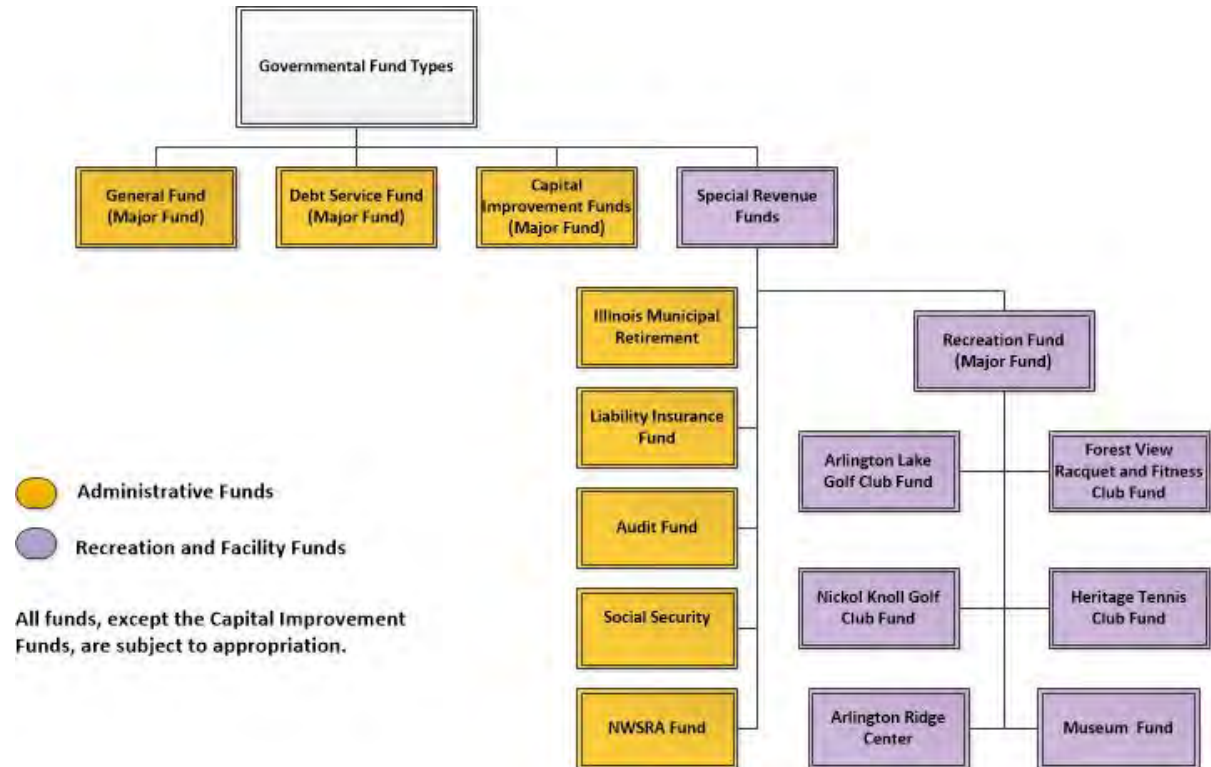 Governmental Fund Types
General Fund
(Major Fund)
Debt Service Fund
(Major Fund)
Capital
Improvement Funds
(Major Fund)
Special Revenue
Funds
Illinois Municipal
Retirement
Liability Insurance
Fund
Audit Fund
Social Security
NWSRA Fund
Recreation Fund
(Major Fund)
Arlington Lake
Golf Club Fund
Forest View
Racquet and Fitness
Club Fund
Nickol Knoll Golf
Club Fund
Heritage Tennis
Club Fund
Arlington Ridge
Center
Museum Fund
Administrative Funds
Recreation and Facility Funds
All funds, except the Capital Improvement
Funds, are subject to appropriation.